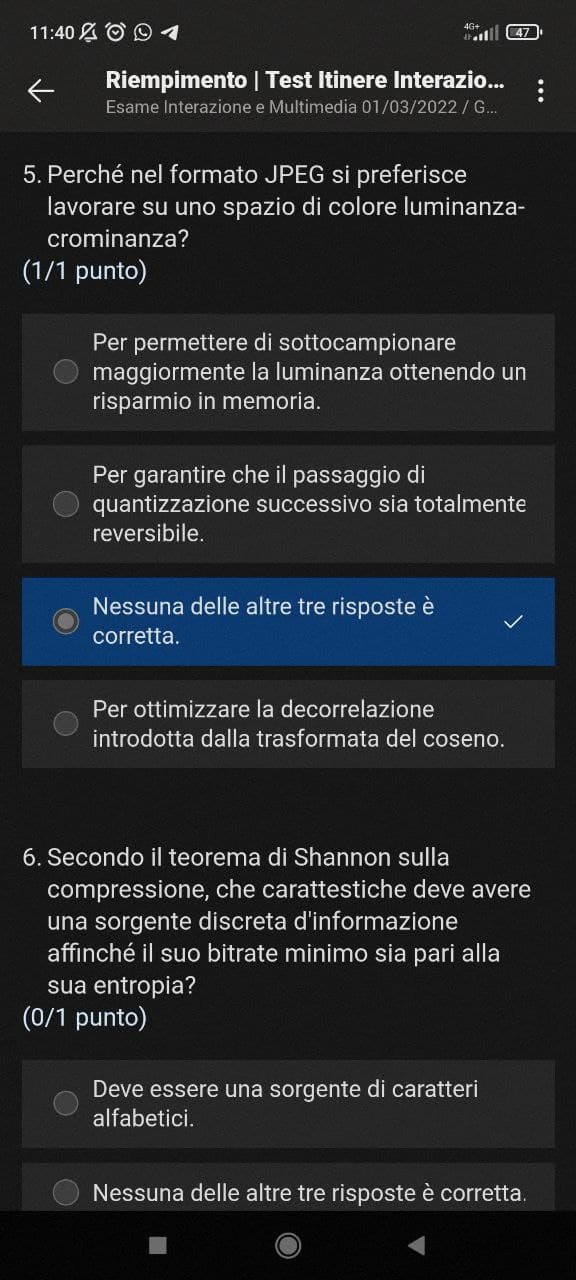 11:40
4G+
47
Riempimento | Test Itinere Interazio...
Esame Interazione e Multimedia 01/03/2022 / G...
5. Perché nel formato JPEG si preferisce
lavorare su uno spazio di colore luminanza-
crominanza?
(1/1 punto)
Per permettere di sottocampionare
maggiormente la luminanza ottenendo un
risparmio in memoria.
Per garantire che il passaggio di
quantizzazione successivo sia totalmente
reversibile.
Nessuna delle altre tre risposte è
corretta.
Per ottimizzare la decorrelazione
introdotta dalla trasformata del coseno.
6. Secondo il teorema di Shannon sulla
compressione, che carattestiche deve avere
una sorgente discreta d'informazione
affinché il suo bitrate minimo sia pari alla
sua entropia?
(0/1 punto)
Deve essere una sorgente di caratteri
alfabetici.
Nessuna delle altre tre risposte è corretta.